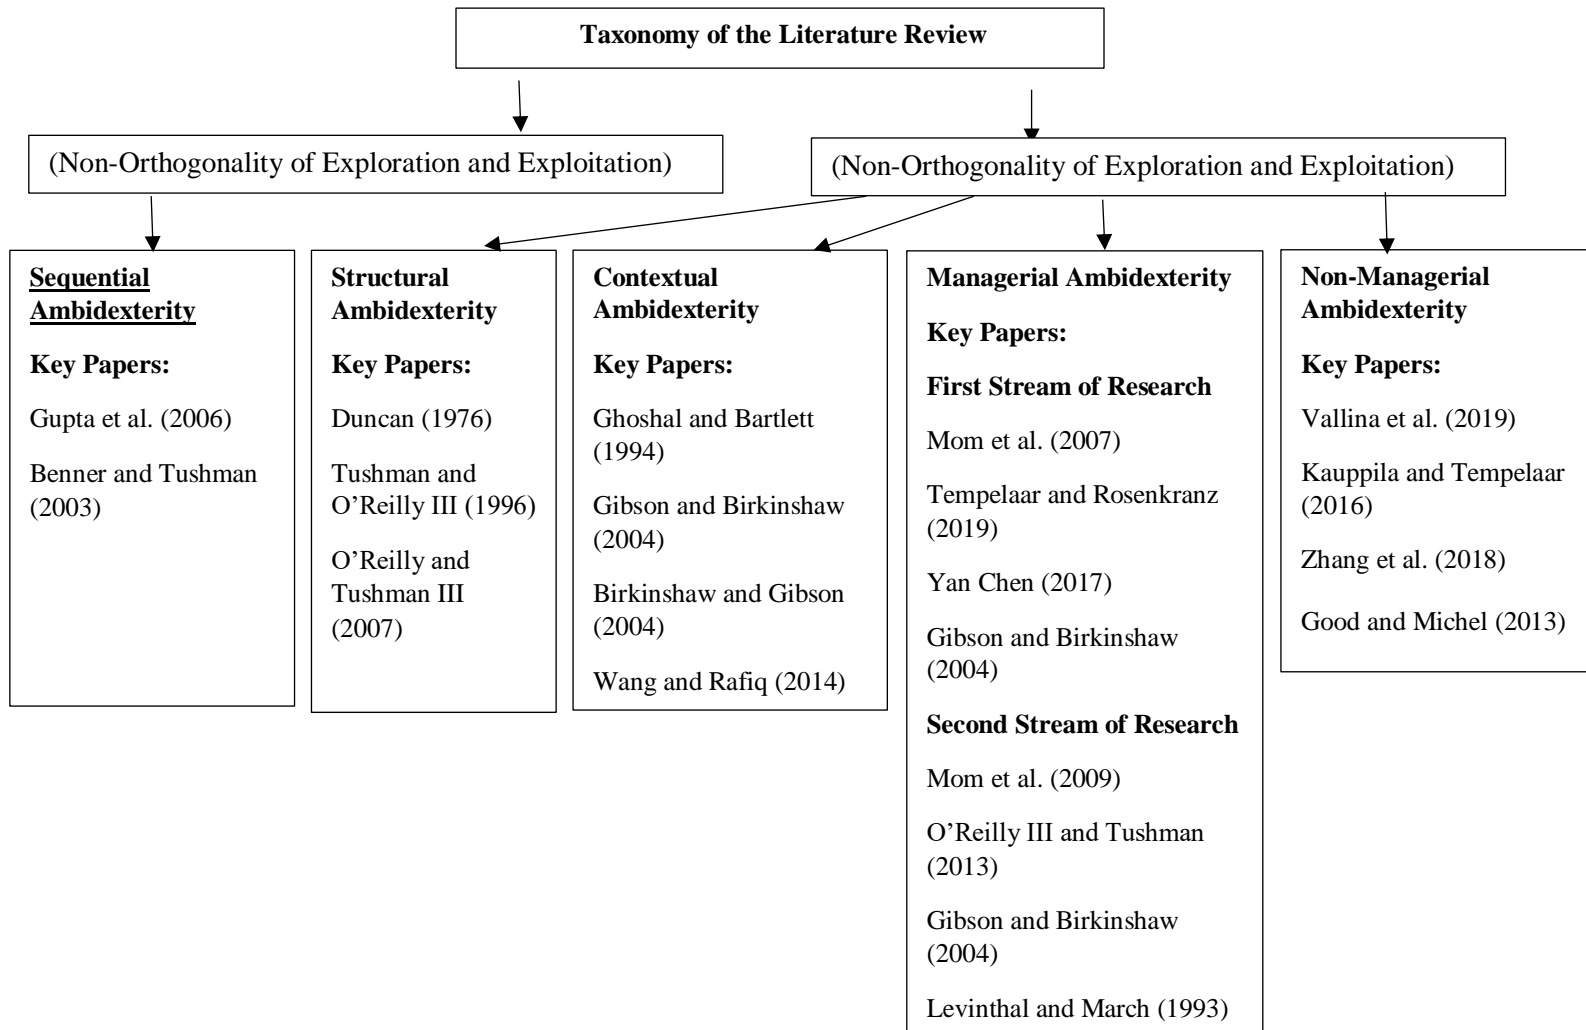 Taxonomy of the Literature Review
(Non-Orthogonality of Exploration and Exploitation)
(Non-Orthogonality of Exploration and Exploitation)
Sequential
Ambidexterity
Key Papers:
Gupta et al. (2006)
Benner and Tushman
(2003)
Structural
Ambidexterity
Key Papers:
Duncan (1976)
Tushman and
O’Reilly III (1996)
O’Reilly and
Tushman III
(2007)
Contextual
Ambidexterity
Key Papers:
Ghoshal and Bartlett
(1994)
Gibson and Birkinshaw
(2004)
Birkinshaw and Gibson
(2004)
Wang and Rafiq (2014)
Managerial Ambidexterity
Key Papers:
First Stream of Research
Mom et al. (2007)
Tempelaar and Rosenkranz
(2019)
Yan Chen (2017)
Gibson and Birkinshaw
(2004)
Second Stream of Research
Mom et al. (2009)
O’Reilly III and Tushman
(2013)
Gibson and Birkinshaw
(2004)
Levinthal and March (1993)
Non-Managerial
Ambidexterity
Key Papers:
Vallina et al. (2019)
Kauppila and Tempelaar
(2016)
Zhang et al. (2018)
Good and Michel (2013)